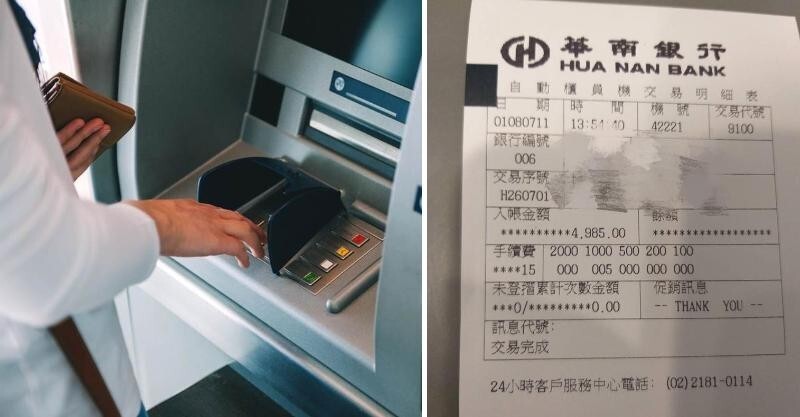 華南銀行
HUA NAN BANK
自動櫃員機交易明細表
日期 時間 機號 交易代號
01080711 13:54:40 42221 9100
銀行編號
006
交易序號
H260701
入帳金額 餘額
**********4,985.00 *****************
手續費 2000 1000 500 200 100
****15 000 005 000 000 000
未登摺累計次數金額 促銷訊息
***0/*********0.00 -- THANK YOU --
訊息代號:
交易完成
24小時客戶服務中心電話: (02)2181-0114